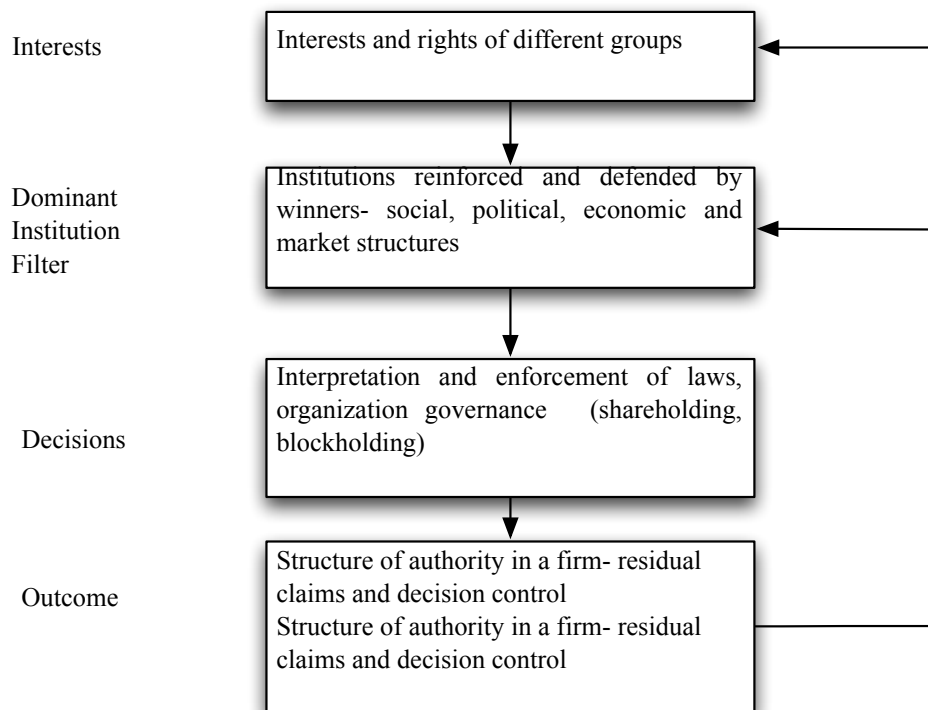 Interests
Interests and rights of different groups
Dominant
Institution
Filter
Institutions reinforced and defended by
winners- social, political, economic and
market structures
Decisions
Interpretation and enforcement of laws,
organization governance (shareholding,
blockholding)
Outcome
Structure of authority in a firm- residual
claims and decision control
Structure of authority in a firm- residual
claims and decision control